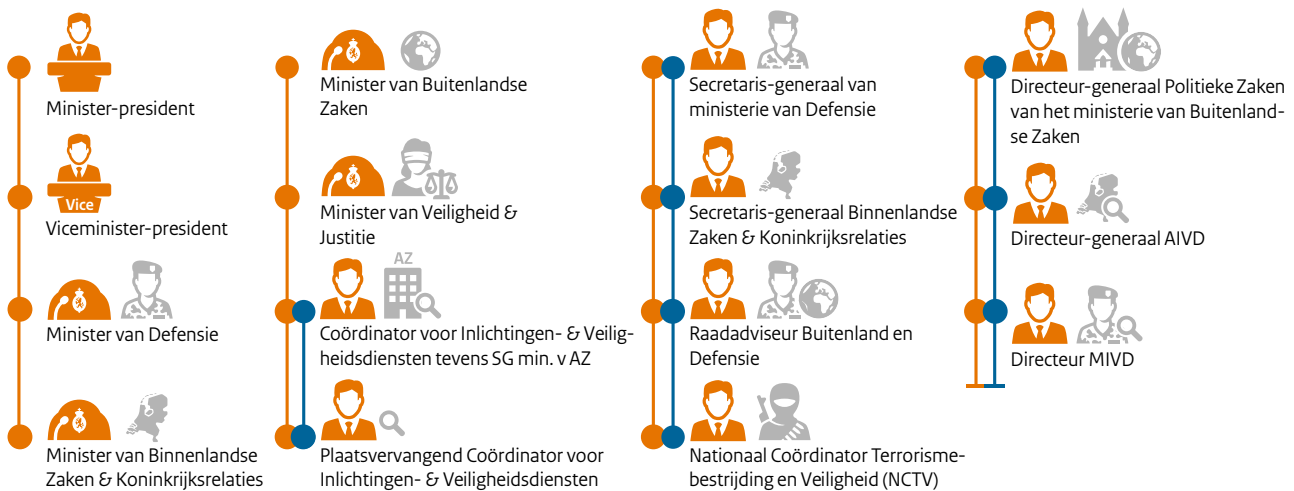 Minister-president
Vice
Viceminister-president
Minister van Defensie
Minister van Binnenlandse
Zaken & Koninkrijksrelaties
Minister van Buitenlandse
Zaken
Minister van Veiligheid &
Justitie
AZ
Coördinator voor Inlichtingen- & Veilig-
heidsdiensten tevens SG min. v AZ
Plaatsvervangend Coördinator voor
Inlichtingen- & Veiligheidsdiensten
Secretaris-generaal van
ministerie van Defensie
Secretaris-generaal Binnenlandse
Zaken & Koninkrijksrelaties
Raadadviseur Buitenland en
Defensie
Nationaal Coördinator Terrorisme-
bestrijding en Veiligheid (NCTV)
Directeur-generaal Politieke Zaken
van het ministerie van Buitenland-
se Zaken
Directeur-generaal AIVD
Directeur MIVD